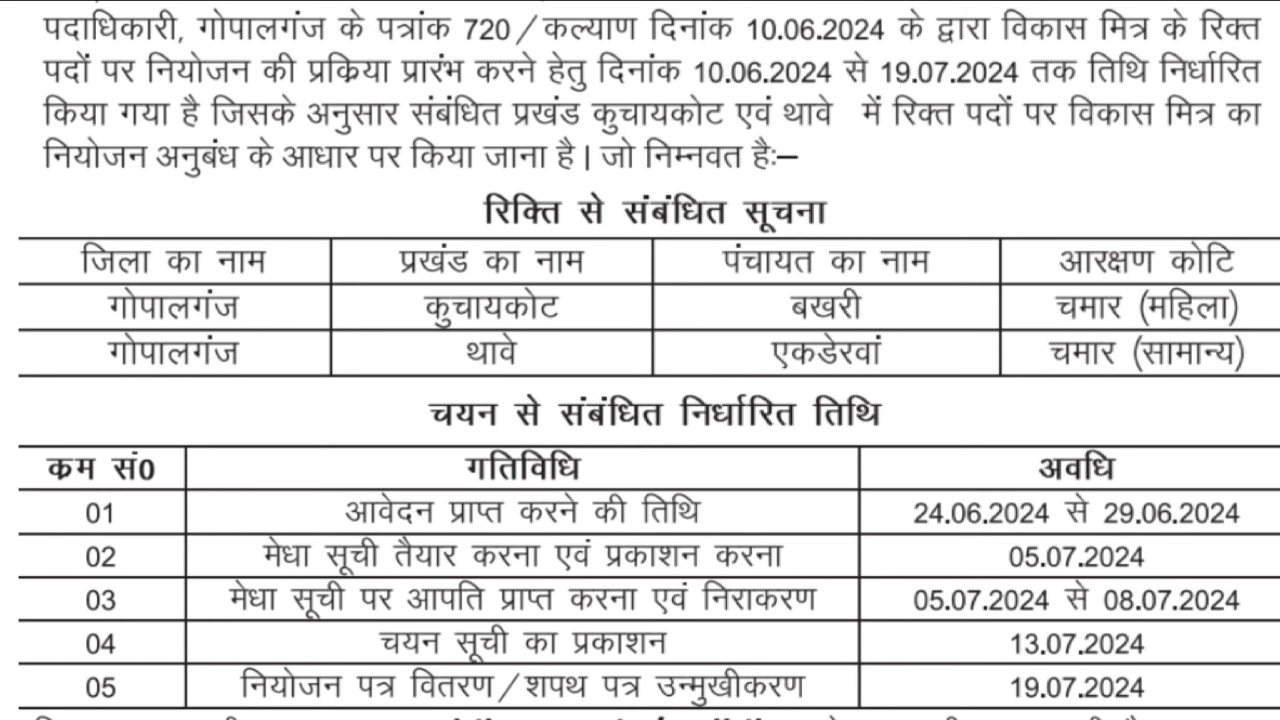 पदाधिकारी, गोपालगंज के पत्रांक 720/कल्याण दिनांक 10.06.2024 के द्वारा विकास मित्र के रिक्त
पदों पर नियोजन की प्रक्रिया प्रारंभ करने हेतु दिनांक 10.06.2024 से 19.07.2024 तक तिथि निर्धारित
किया गया है जिसके अनुसार संबंधित प्रखंड कुचायकोट एवं थावे में रिक्त पदों पर विकास मित्र का
नियोजन अनुबंध के आधार पर किया जाना है। जो निम्नवत है:–
रिक्ति से संबंधित सूचना
जिला का नाम प्रखंड का नाम पंचायत का नाम आरक्षण कोटि
गोपालगंज कुचायकोट बखरी चमार (महिला)
गोपालगंज थावे एकडेरवां चमार (सामान्य)
चयन से संबंधित निर्धारित तिथि
क्रम सं0 गतिविधि अवधि
01 आवेदन प्राप्त करने की तिथि 24.06.2024 से 29.06.2024
02 मेधा सूची तैयार करना एवं प्रकाशन करना 05.07.2024
03 मेधा सूची पर आपति प्राप्त करना एवं निराकरण 05.07.2024 से 08.07.2024
04 चयन सूची का प्रकाशन 13.07.2024
05 नियोजन पत्र वितरण/शपथ पत्र उन्मुखीकरण 19.07.2024